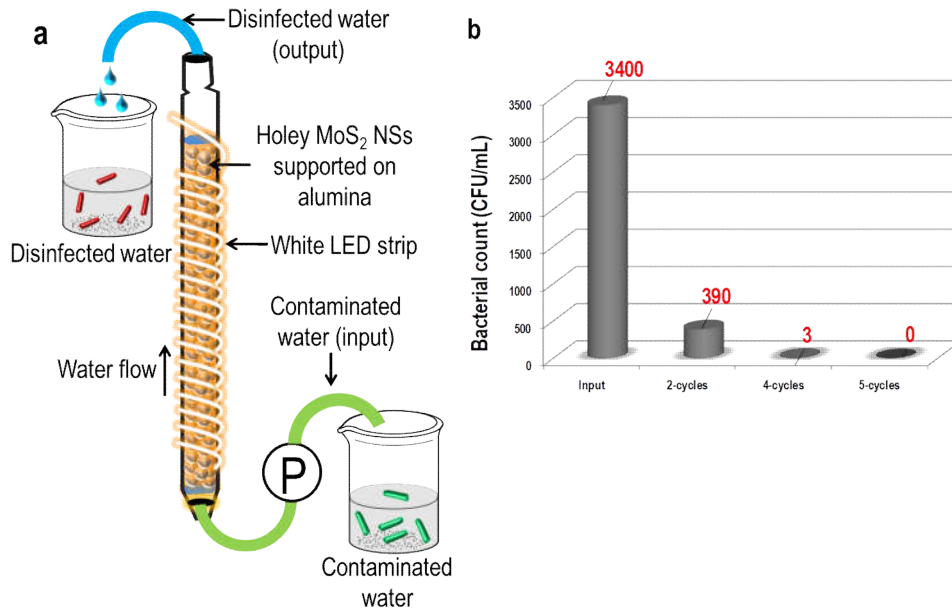 a
Disinfected water
(output)
Holey MoS₂ NSs
supported on
alumina
Disinfected water
White LED strip
Contaminated
water (input)
Water flow
P
Contaminated
water
b
Bacterial count (CFU/mL)
3500
3000
2500
2000
1500
1000
500
0
3400
390
3
0
Input
2-cycles
4-cycles
5-cycles